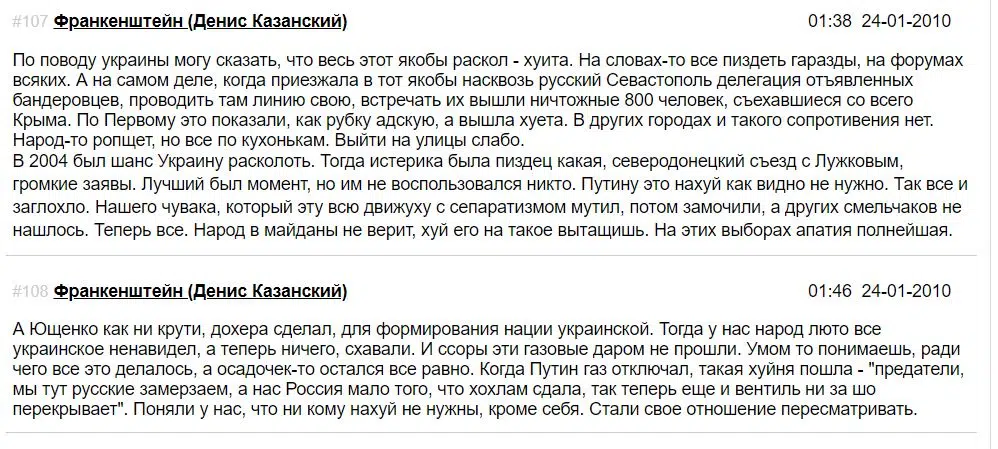 #107 Франкенштейн (Денис Казанский) 01:38 24-01-2010
По поводу украины могу сказать, что весь этот якобы раскол - хуита. На словах-то все пиздеть гаразды, на форумах
всяких. А на самом деле, когда приезжала в тот якобы насквозь русский Севастополь делегация отъявленных
бандеровцев, проводить там линию свою, встречать их вышли ничтожные 800 человек, съехавшиеся со всего
Крыма. По Первому это показали, как рубку адскую, а вышла хуета. В других городах и такого сопротивения нет.
Народ-то ропщет, но все по кухонькам. Выйти на улицы слабо.
В 2004 был шанс Украину расколоть. Тогда истерика была пиздец какая, северодонецкий съезд с Лужковым,
громкие заявы. Лучший был момент, но им не воспользовался никто. Путину это нахуй как видно не нужно. Так все и
заглохло. Нашего чувака, который эту всю движуху с сепаратизмом мутил, потом замочили, а других смельчаков не
нашлось. Теперь все. Народ в майданы не верит, хуй его на такое вытащишь. На этих выборах апатия полнейшая.
#108 Франкенштейн (Денис Казанский) 01:46 24-01-2010
А Ющенко как ни крути, дохера сделал, для формирования нации украинской. Тогда у нас народ люто все
украинское ненавидел, а теперь ничего, схавали. И ссоры эти газовые даром не прошли. Умом то понимаешь, ради
чего все это делалось, а осадочек-то остался все равно. Когда Путин газ отключал, такая хуйня пошла - "предатели,
мы тут русские замерзаем, а нас Россия мало того, что хохлам сдала, так теперь еще и вентиль ни за шо
перекрывает". Поняли у нас, что ни кому нахуй не нужны, кроме себя. Стали свое отношение пересматривать.